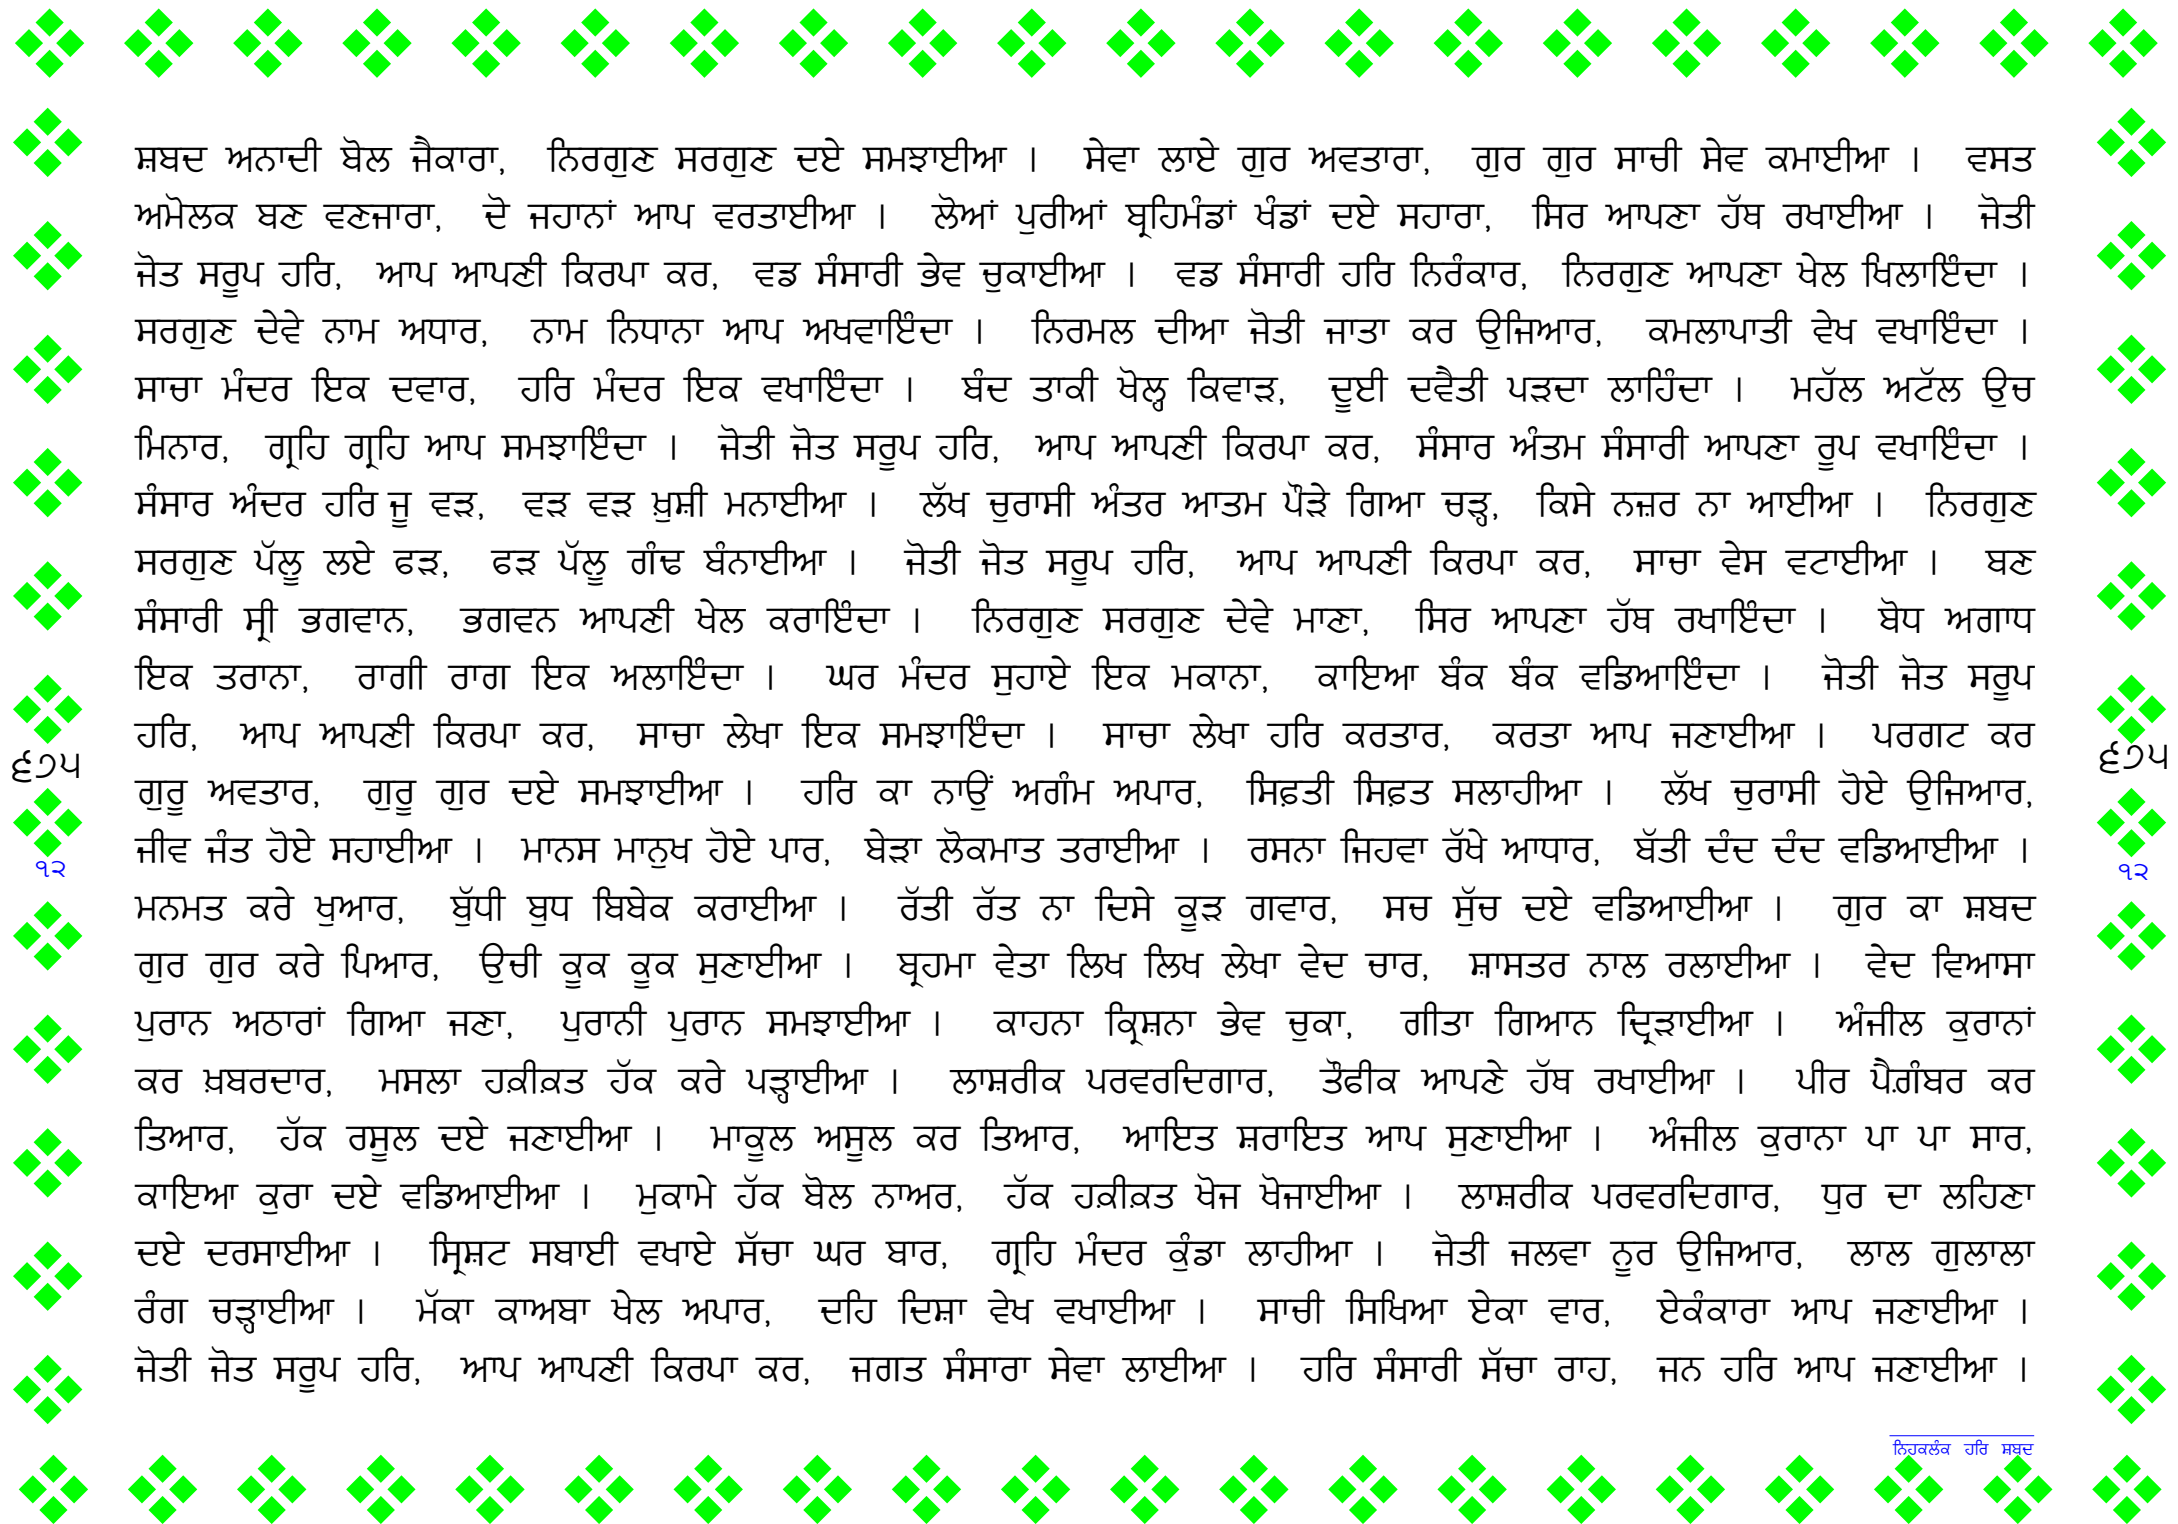 ਸ਼ਬਦ ਅਨਾਦੀ ਬੋਲ ਜੈਕਾਰਾ, ਨਿਰਗੁਣ ਸਰਗੁਣ ਦਏ ਸਮਝਾਈਆ । ਸੇਵਾ ਲਾਏ ਗੁਰ ਅਵਤਾਰਾ, ਗੁਰ ਗੁਰ ਸਾਚੀ ਸੇਵ ਕਮਾਈਆ । ਵਸਤ
ਅਮੋਲਕ ਬਣ ਵਣਜਾਰਾ, ਦੋ ਜਹਾਨਾਂ ਆਪ ਵਰਤਾਈਆ । ਲੋਆਂ ਪੁਰੀਆਂ ਬ੍ਰਹਿਮੰਡਾਂ ਖੰਡਾਂ ਦਏ ਸਹਾਰਾ, ਸਿਰ ਆਪਣਾ ਹੱਥ ਰਖਾਈਆ । ਜੋਤੀ
ਜੋਤ ਸਰੂਪ ਹਰਿ, ਆਪ ਆਪਣੀ ਕਿਰਪਾ ਕਰ, ਵਡ ਸੰਸਾਰੀ ਭੇਵ ਚੁਕਾਈਆ । ਵਡ ਸੰਸਾਰੀ ਹਰਿ ਨਿਰੰਕਾਰ, ਨਿਰਗੁਣ ਆਪਣਾ ਖੇਲ ਖਿਲਾਇੰਦਾ ।
ਸਰਗੁਣ ਦੇਵੇ ਨਾਮ ਅਧਾਰ, ਨਾਮ ਨਿਧਾਨਾ ਆਪ ਅਖਵਾਇੰਦਾ । ਨਿਰਮਲ ਦੀਆ ਜੋਤੀ ਜਾਤਾ ਕਰ ਉਜਿਆਰ, ਕਮਲਾਪਾਤੀ ਵੇਖ ਵਖਾਇੰਦਾ ।
ਸਾਚਾ ਮੰਦਰ ਇਕ ਦਵਾਰ, ਹਰਿ ਮੰਦਰ ਇਕ ਵਖਾਇੰਦਾ । ਬੰਦ ਤਾਕੀ ਖੋਲ੍ਹ ਕਿਵਾੜ, ਦੂਈ ਦਵੈਤੀ ਪੜਦਾ ਲਾਹਿੰਦਾ । ਮਹੱਲ ਅਟੱਲ ਉਚ
ਮਿਨਾਰ, ਗ੍ਰਹਿ ਗ੍ਰਹਿ ਆਪ ਸਮਝਾਇੰਦਾ । ਜੋਤੀ ਜੋਤ ਸਰੂਪ ਹਰਿ, ਆਪ ਆਪਣੀ ਕਿਰਪਾ ਕਰ, ਸੰਸਾਰ ਅੰਤਮ ਸੰਸਾਰੀ ਆਪਣਾ ਰੂਪ ਵਖਾਇੰਦਾ ।
ਸੰਸਾਰ ਅੰਦਰ ਹਰਿ ਜੂ ਵੜ, ਵੜ ਵੜ ਖ਼ੁਸ਼ੀ ਮਨਾਈਆ । ਲੱਖ ਚੁਰਾਸੀ ਅੰਤਰ ਆਤਮ ਪੌੜੇ ਗਿਆ ਚੜ੍ਹ, ਕਿਸੇ ਨਜ਼ਰ ਨਾ ਆਈਆ । ਨਿਰਗੁਣ
ਸਰਗੁਣ ਪੱਲੂ ਲਏ ਫੜ, ਫੜ ਪੱਲੂ ਗੰਢ ਬੰਨਾਈਆ । ਜੋਤੀ ਜੋਤ ਸਰੂਪ ਹਰਿ, ਆਪ ਆਪਣੀ ਕਿਰਪਾ ਕਰ, ਸਾਚਾ ਵੇਸ ਵਟਾਈਆ । ਬਣ
ਸੰਸਾਰੀ ਸ੍ਰੀ ਭਗਵਾਨ, ਭਗਵਨ ਆਪਣੀ ਖੇਲ ਕਰਾਇੰਦਾ । ਨਿਰਗੁਣ ਸਰਗੁਣ ਦੇਵੇ ਮਾਣਾ, ਸਿਰ ਆਪਣਾ ਹੱਥ ਰਖਾਇੰਦਾ । ਬੋਧ ਅਗਾਧ
ਇਕ ਤਰਾਨਾ, ਰਾਗੀ ਰਾਗ ਇਕ ਅਲਾਇੰਦਾ । ਘਰ ਮੰਦਰ ਸੁਹਾਏ ਇਕ ਮਕਾਨਾ, ਕਾਇਆ ਬੰਕ ਬੰਕ ਵਡਿਆਇੰਦਾ । ਜੋਤੀ ਜੋਤ ਸਰੂਪ
ਹਰਿ, ਆਪ ਆਪਣੀ ਕਿਰਪਾ ਕਰ, ਸਾਚਾ ਲੇਖਾ ਇਕ ਸਮਝਾਇੰਦਾ । ਸਾਚਾ ਲੇਖਾ ਹਰਿ ਕਰਤਾਰ, ਕਰਤਾ ਆਪ ਜਣਾਈਆ । ਪਰਗਟ ਕਰ
ਗੁਰੂ ਅਵਤਾਰ, ਗੁਰੂ ਗੁਰ ਦਏ ਸਮਝਾਈਆ । ਹਰਿ ਕਾ ਨਾਉਂ ਅਗੰਮ ਅਪਾਰ, ਸਿਫ਼ਤੀ ਸਿਫ਼ਤ ਸਲਾਹੀਆ । ਲੱਖ ਚੁਰਾਸੀ ਹੋਏ ਉਜਿਆਰ,
ਜੀਵ ਜੰਤ ਹੋਏ ਸਹਾਈਆ । ਮਾਨਸ ਮਾਨੁਖ ਹੋਏ ਪਾਰ, ਬੇੜਾ ਲੋਕਮਾਤ ਤਰਾਈਆ । ਰਸਨਾ ਜਿਹਵਾ ਰੱਖੇ ਆਧਾਰ, ਬੱਤੀ ਦੰਦ ਦੰਦ ਵਡਿਆਈਆ ।
ਮਨਮਤ ਕਰੇ ਖੁਆਰ, ਬੁੱਧੀ ਬੁਧ ਬਿਬੇਕ ਕਰਾਈਆ । ਰੱਤੀ ਰੱਤ ਨਾ ਦਿਸੇ ਕੂੜ ਗਵਾਰ, ਸਚ ਸੁੱਚ ਦਏ ਵਡਿਆਈਆ । ਗੁਰ ਕਾ ਸ਼ਬਦ
ਗੁਰ ਗੁਰ ਕਰੇ ਪਿਆਰ, ਉਚੀ ਕੂਕ ਕੂਕ ਸੁਣਾਈਆ । ਬ੍ਰਹਮਾ ਵੇਤਾ ਲਿਖ ਲਿਖ ਲੇਖਾ ਵੇਦ ਚਾਰ, ਸ਼ਾਸਤਰ ਨਾਲ ਰਲਾਈਆ । ਵੇਦ ਵਿਆਸਾ
ਪੁਰਾਨ ਅਠਾਰਾਂ ਗਿਆ ਜਣਾ, ਪੁਰਾਨੀ ਪੁਰਾਨ ਸਮਝਾਈਆ । ਕਾਹਨਾ ਕ੍ਰਿਸ਼ਨਾ ਭੇਵ ਚੁਕਾ, ਗੀਤਾ ਗਿਆਨ ਦ੍ਰਿੜਾਈਆ । ਅੰਜੀਲ ਕੁਰਾਨਾਂ
ਕਰ ਖ਼ਬਰਦਾਰ, ਮਸਲਾ ਹਕ਼ੀਕ਼ਤ ਹੱਕ ਕਰੇ ਪੜ੍ਹਾਈਆ । ਲਾਸ਼ਰੀਕ ਪਰਵਰਦਿਗਾਰ, ਤੌਫੀਕ ਆਪਣੇ ਹੱਥ ਰਖਾਈਆ । ਪੀਰ ਪੈਗ਼ੰਬਰ ਕਰ
ਤਿਆਰ, ਹੱਕ ਰਸੂਲ ਦਏ ਜਣਾਈਆ । ਮਾਕੂਲ ਅਸੂਲ ਕਰ ਤਿਆਰ, ਆਇਤ ਸ਼ਰਾਇਤ ਆਪ ਸੁਣਾਈਆ । ਅੰਜੀਲ ਕੁਰਾਨਾ ਪਾ ਪਾ ਸਾਰ,
ਕਾਇਆ ਕੁਰਾ ਦਏ ਵਡਿਆਈਆ । ਮੁਕਾਮੇ ਹੱਕ ਬੋਲ ਨਾਅਰ, ਹੱਕ ਹਕ਼ੀਕ਼ਤ ਖੋਜ ਖੋਜਾਈਆ । ਲਾਸ਼ਰੀਕ ਪਰਵਰਦਿਗਾਰ, ਧੁਰ ਦਾ ਲਹਿਣਾ
ਦਏ ਦਰਸਾਈਆ । ਸ੍ਰਿਸ਼ਟ ਸਬਾਈ ਵਖਾਏ ਸੱਚਾ ਘਰ ਬਾਰ, ਗ੍ਰਹਿ ਮੰਦਰ ਕੁੰਡਾ ਲਾਹੀਆ । ਜੋਤੀ ਜਲਵਾ ਨੂਰ ਉਜਿਆਰ, ਲਾਲ ਗੁਲਾਲਾ
ਰੰਗ ਚੜ੍ਹਾਈਆ । ਮੱਕਾ ਕਾਅਬਾ ਖੇਲ ਅਪਾਰ, ਦਹਿ ਦਿਸ਼ਾ ਵੇਖ ਵਖਾਈਆ । ਸਾਚੀ ਸਿਖਿਆ ਏਕਾ ਵਾਰ, ਏਕੰਕਾਰਾ ਆਪ ਜਣਾਈਆ ।
ਜੋਤੀ ਜੋਤ ਸਰੂਪ ਹਰਿ, ਆਪ ਆਪਣੀ ਕਿਰਪਾ ਕਰ, ਜਗਤ ਸੰਸਾਰਾ ਸੇਵਾ ਲਾਈਆ । ਹਰਿ ਸੰਸਾਰੀ ਸੱਚਾ ਰਾਹ, ਜਨ ਹਰਿ ਆਪ ਜਣਾਈਆ ।
੬੭੫
੧੨
੬੭੫
੧੨
ਨਿਹਕਲੰਕ ਹਰਿ ਸ਼ਬਦ